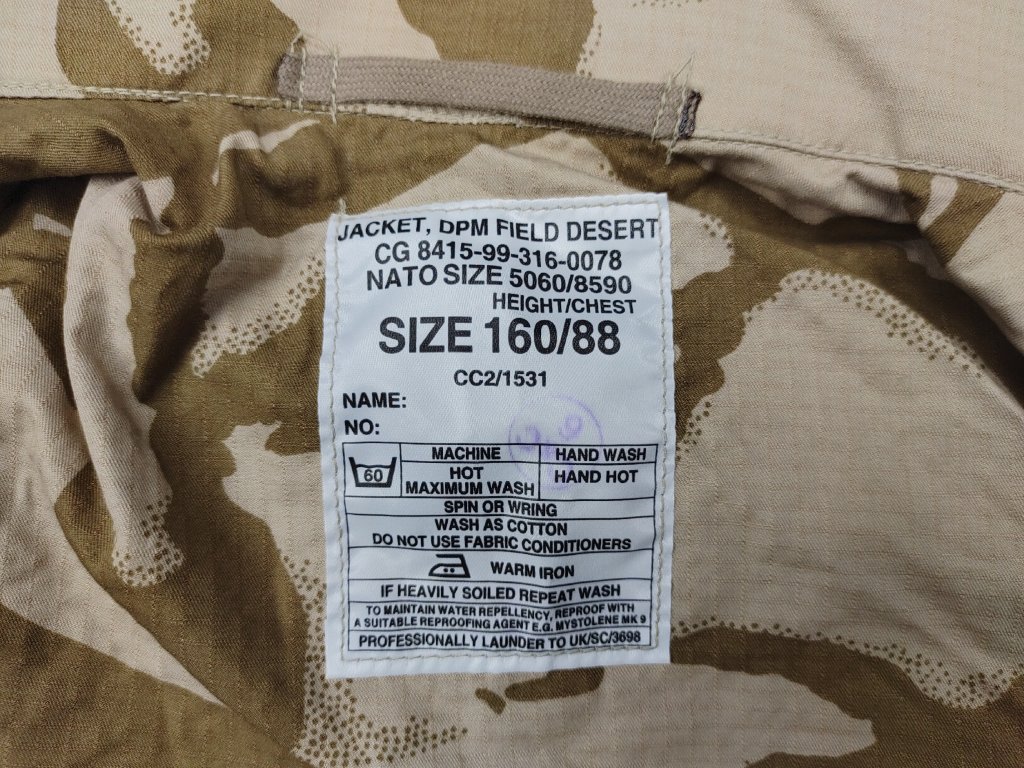 JACKET, DPM FIELD DESERT
CG 8415-99-316-0078
NATO SIZE 5060/8590
HEIGHT/CHEST
SIZE 160/88
CC2/1531
NAME:
NO:
60
MACHINE
HAND WASH
HOT
MAXIMUM WASH
HAND HOT
SPIN OR WRING
WASH AS COTTON
DO NOT USE FABRIC CONDITIONERS
WARM IRON
IF HEAVILY SOILED REPEAT WASH
TO MAINTAIN WATER REPELLENCY, REPROOF WITH
A SUITABLE REPROOFING AGENT E.G. MYSTOLENE MK 9
PROFESSIONALLY LAUNDER TO UK/SC/3698